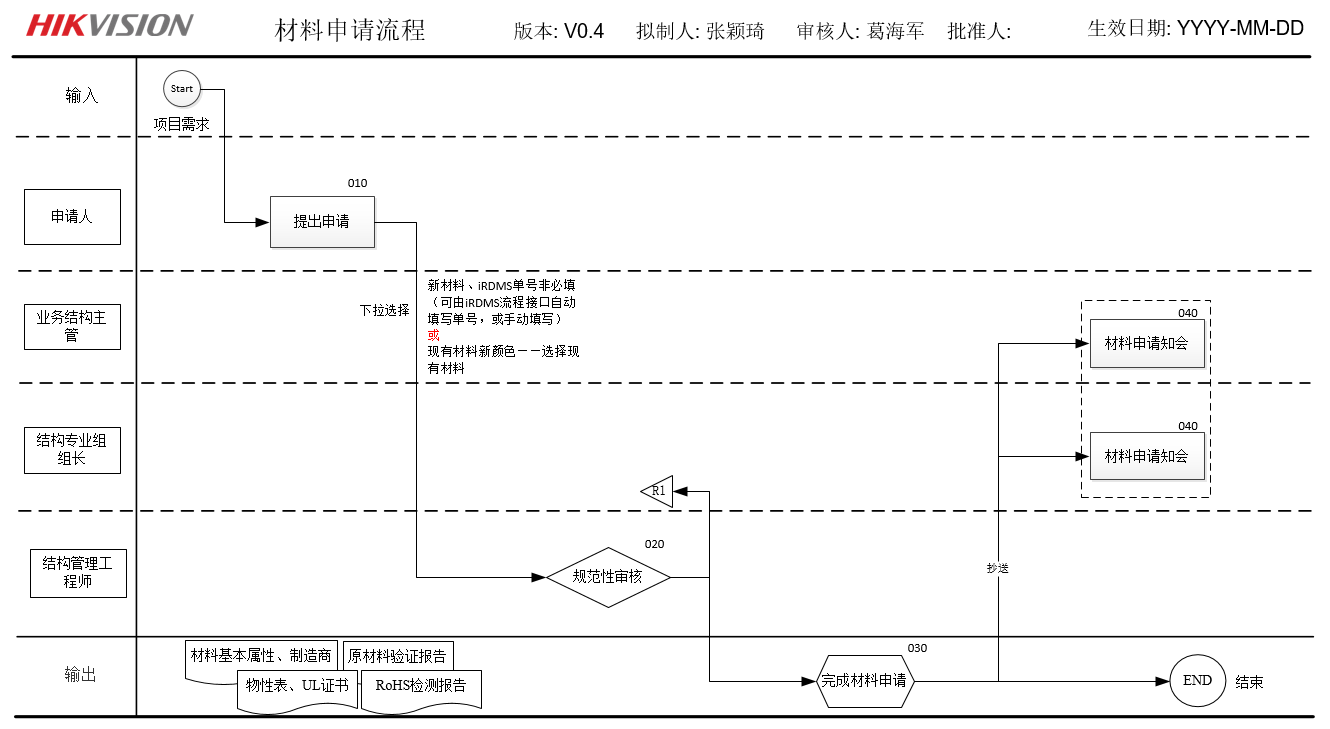 HIKVISION
材料申请流程
版本: V0.4
拟制人: 张颖琦
审核人: 葛海军
批准人:
生效日期: YYYY-MM-DD
输入
Start
项目需求
申请人
010
提出申请
业务结构主
管
下拉选择
新材料、iRDMS单号非必填
（可由iRDMS流程接口自动
填写单号，或手动填写）
或
现有材料新颜色－－选择现
有材料
040
材料申请知会
结构专业组
组长
R1
040
材料申请知会
结构管理工
程师
020
规范性审核
抄送
输出
材料基本属性、制造商
原材料验证报告
物性表、UL证书
RoHS检测报告
030
完成材料申请
END
结束